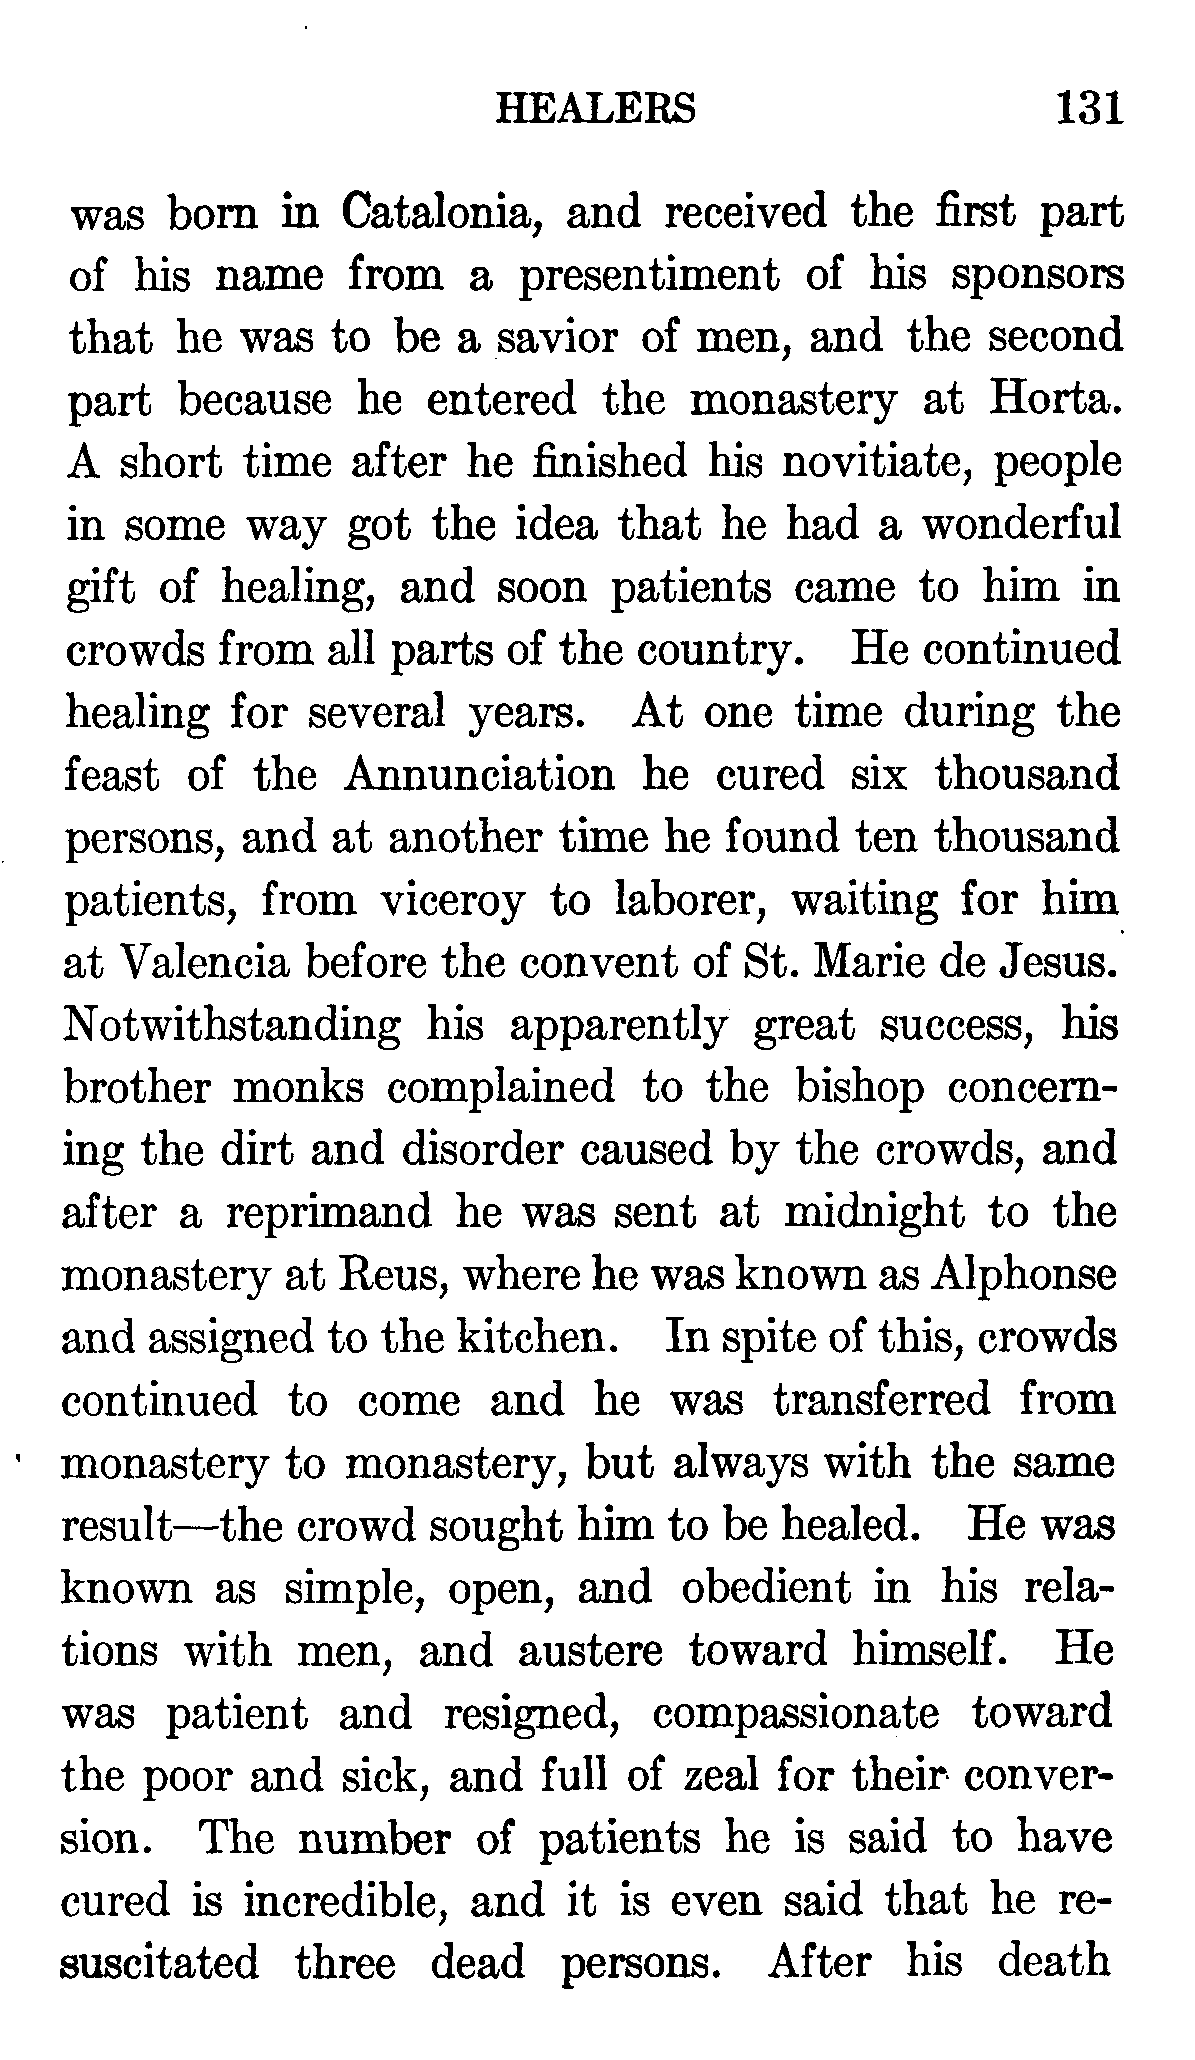 HEALERS 131
was born in Catalonia, and received the first part
of his name from a presentiment of his sponsors
that he was to be a savior of men, and the second
part because he entered the monastery at Horta.
A short time after he finished his novitiate, people
in some way got the idea that he had a wonderful
gift of healing, and soon patients came to him in
crowds from all parts of the country. He continued
healing for several years. At one time during the
feast of the Annunciation he cured six thousand
persons, and at another time he found ten thousand
patients, from viceroy to laborer, waiting for him
at Valencia before the convent of St. Marie de Jesus.
Notwithstanding his apparently great success, his
brother monks complained to the bishop concern-
ing the dirt and disorder caused by the crowds, and
after a reprimand he was sent at midnight to the
monastery at Reus, where he was known as Alphonse
and assigned to the kitchen. In spite of this, crowds
continued to come and he was transferred from
monastery to monastery, but always with the same
result—the crowd sought him to be healed. He was
known as simple, open, and obedient in his rela-
tions with men, and austere toward himself. He
was patient and resigned, compassionate toward
the poor and sick, and full of zeal for their conver-
sion. The number of patients he is said to have
cured is incredible, and it is even said that he re-
suscitated three dead persons. After his death